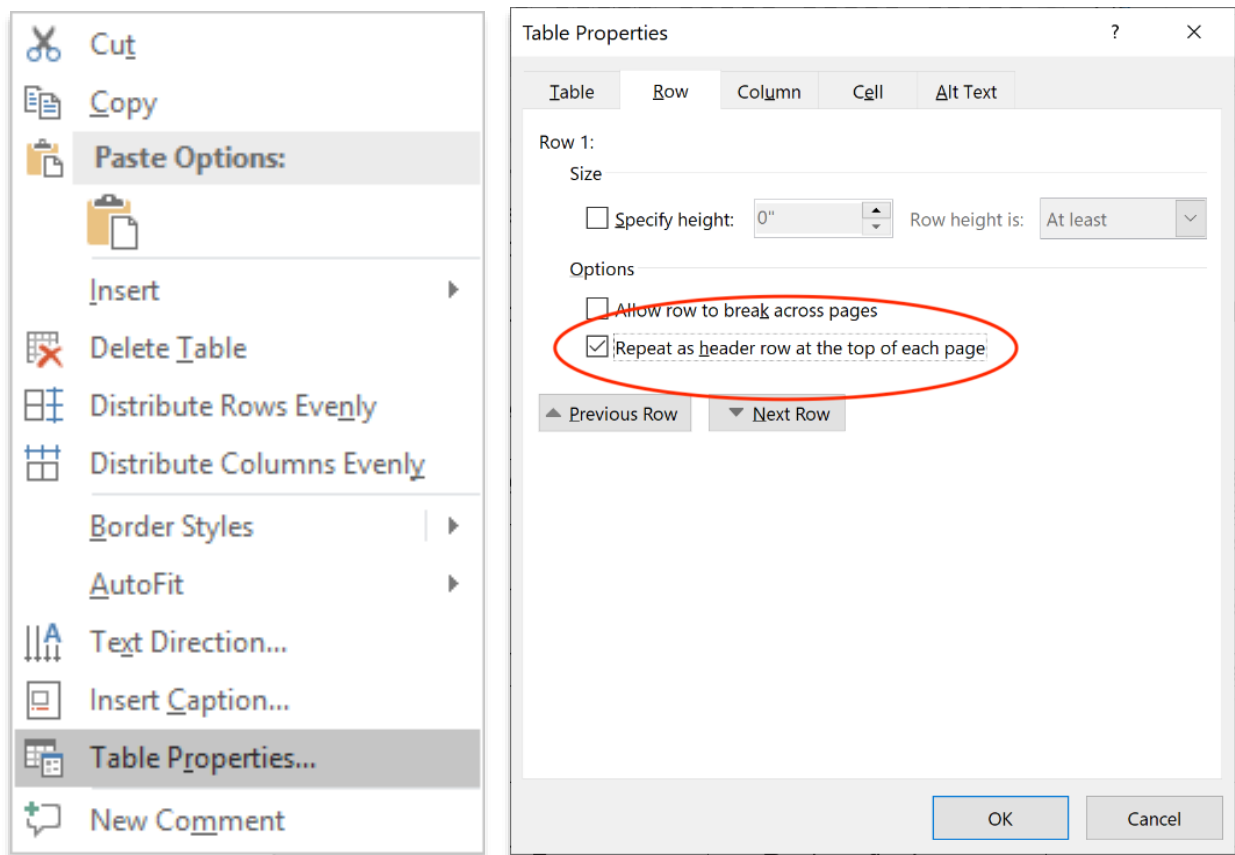 Cut
Copy
Paste Options:
Insert
Delete Table
Distribute Rows Evenly
Distribute Columns Evenly
Border Styles
AutoFit
Text Direction...
Insert Caption...
Table Properties...
New Comment
Table Properties ?
Table Row Column Cell Alt Text
Row 1:
Size
Specify height: 0" Row height is: At least
Options
Allow row to break across pages
Repeat as header row at the top of each page
Previous Row Next Row
OK Cancel